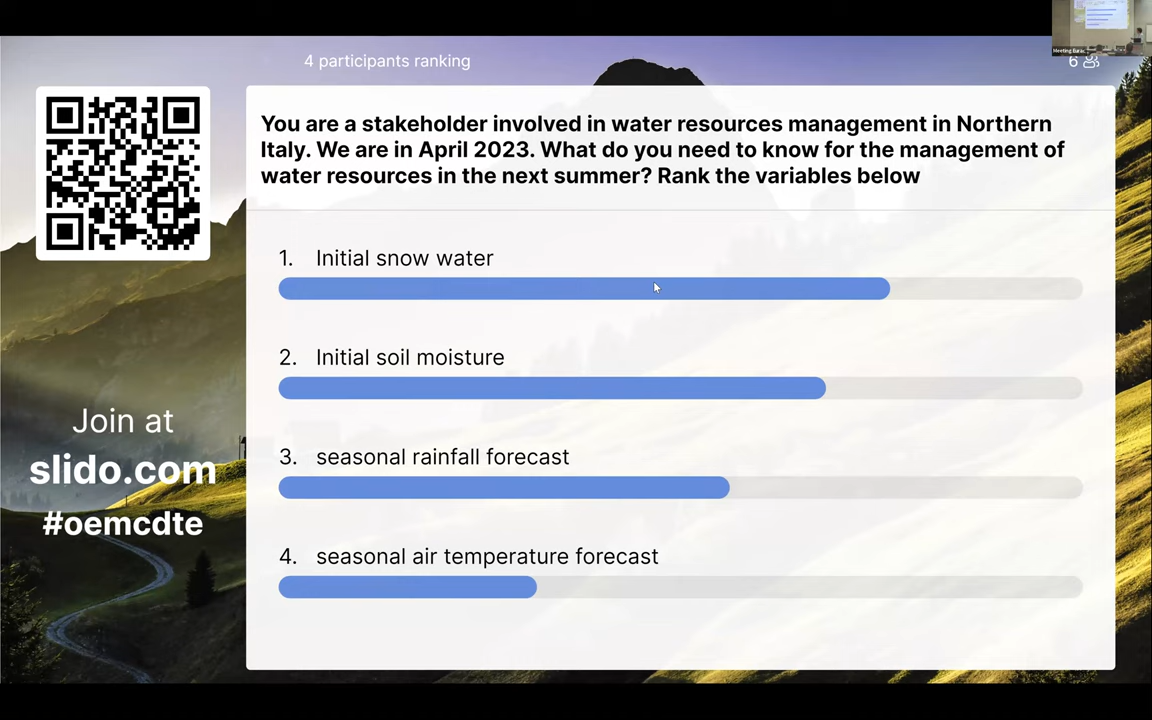 4 participants ranking
6
You are a stakeholder involved in water resources management in Northern
Italy. We are in April 2023. What do you need to know for the management of
water resources in the next summer? Rank the variables below
1. Initial snow water
2. Initial soil moisture
3. seasonal rainfall forecast
4. seasonal air temperature forecast
Join at
slido.com
#oemcdte